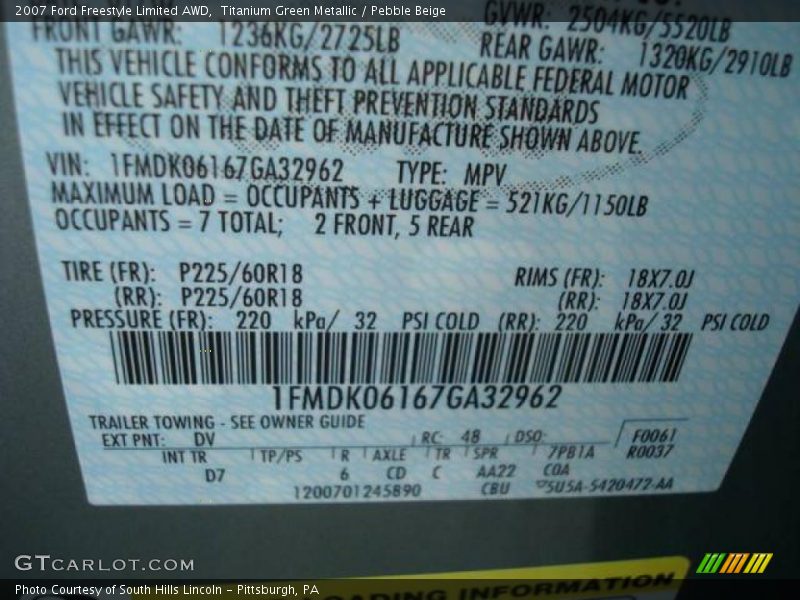 2007 Ford Freestyle Limited AWD, Titanium Green Metallic / Pebble Beige
GVWR: 2504KG/5520LB
FRONT GAWR: 1236KG/2725LB REAR GAWR: 1320KG/2910LB
THIS VEHICLE CONFORMS TO ALL APPLICABLE FEDERAL MOTOR
VEHICLE SAFETY AND THEFT PREVENTION STANDARDS
IN EFFECT ON THE DATE OF MANUFACTURE SHOWN ABOVE.
VIN: 1FMDK06167GA32962 TYPE: MPV
MAXIMUM LOAD = OCCUPANTS + LUGGAGE = 521KG/1150LB
OCCUPANTS = 7 TOTAL; 2 FRONT, 5 REAR
TIRE (FR): P225/60R18 RIMS (FR): 18X7.0J
(RR): P225/60R18 (RR): 18X7.0J
PRESSURE (FR): 220 kPa/ 32 PSI COLD (RR): 220 kPa/ 32 PSI COLD
1FMDK06167GA32962
TRAILER TOWING - SEE OWNER GUIDE
EXT PNT: DV RC: 48 DSO: F0061
INT TR TP/PS R AXLE TR SPR 7PB1A R0037
D7 6 CD C AA22 COA
1200701245890 CBU 5U5A-5420472-AA
GTCARLOT.COM
LOADING INFORMATION
Photo Courtesy of South Hills Lincoln - Pittsburgh, PA